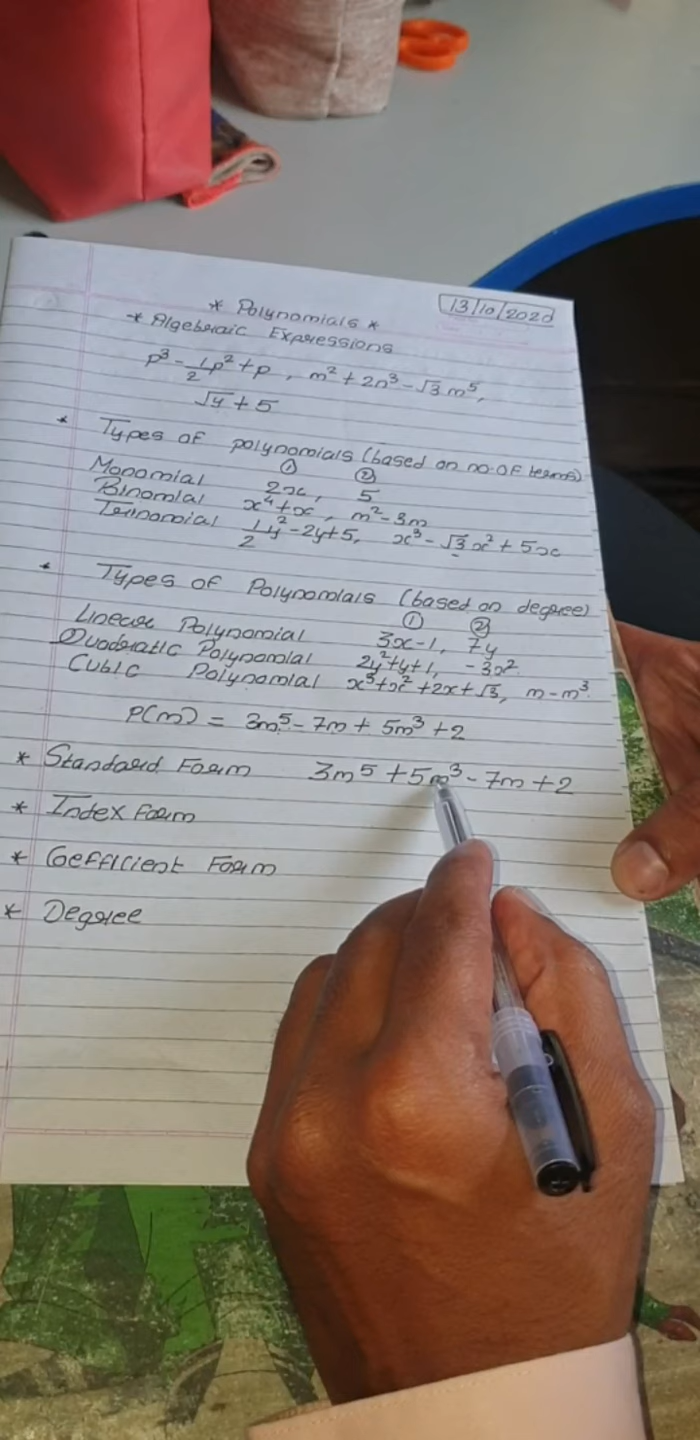 * Polynomials *
13/10/2020
* Algebraic Expressions
p³ - 1/2 p² + p , m² + 2n³ - √3 m⁵,
√y + 5
* Types of polynomials (based on no. OF terms)
① ②
Monomial 2x, 5
Binomial x⁴ + x , m² - 3m
Trinomial 1/2 y² - 2y + 5, x³ - √3 x² + 5x
* Types of Polynomials (based on degree)
① ②
Linear Polynomial 3x - 1, 7y
Quadratic Polynomial 2y² + y + 1, -3x²
Cubic Polynomial x³ + x² + 2x + √3, m - m³
P(m) = 3m⁵ - 7m + 5m³ + 2
* Standard Form 3m⁵ + 5m³ - 7m + 2
* Index Form
* Coefficient Form
* Degree